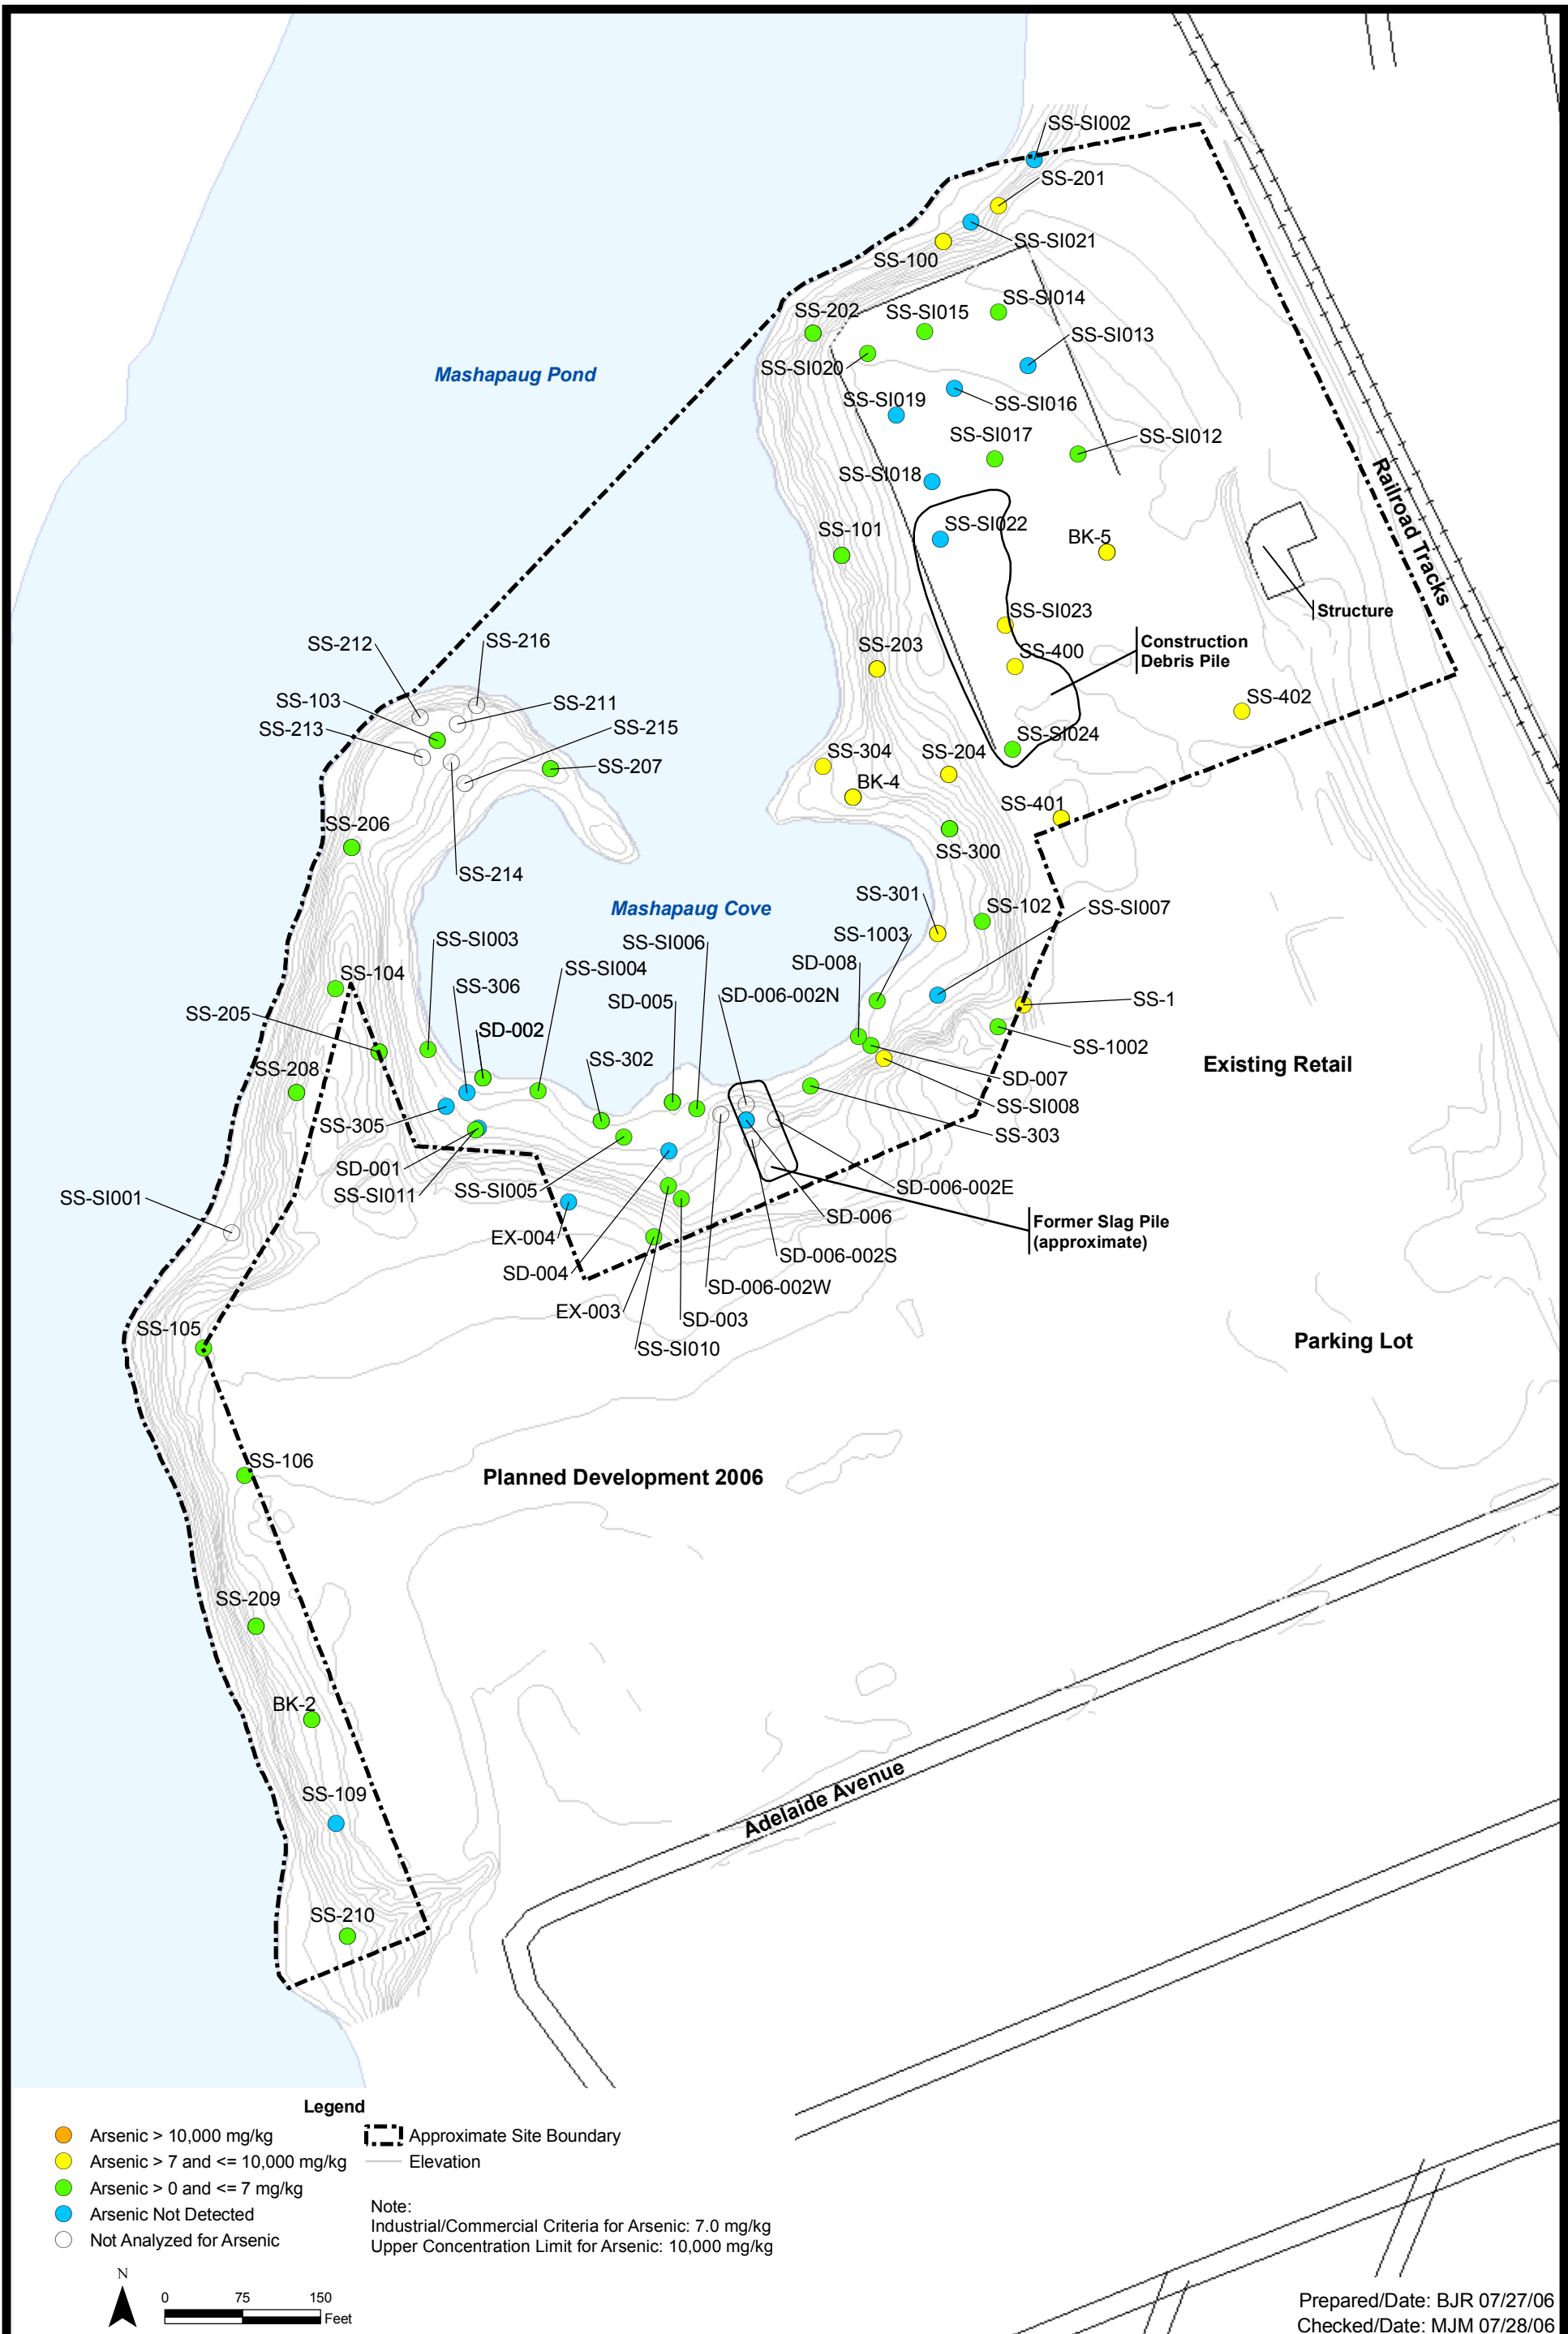 SS-SI002
SS-201
SS-SI021
SS-100
SS-SI014
SS-202
SS-SI015
SS-SI013
SS-SI020
Mashapaug Pond
SS-SI019
SS-SI016
SS-SI017
SS-SI012
SS-SI018
Railroad Tracks
SS-SI022
SS-101
BK-5
Structure
SS-SI023
SS-212
SS-216
Construction
Debris Pile
SS-400
SS-203
SS-402
SS-103
SS-211
SS-213
SS-215
SS-SI024
SS-304
SS-204
SS-207
BK-4
SS-401
SS-206
SS-300
SS-214
SS-301
Mashapaug Cove
SS-102
SS-SI007
SS-1003
SS-SI003
SS-SI006
SD-008
SS-SI004
SS-104
SS-306
SD-005
SD-006-002N
SS-1
SS-205
SD-002
SS-1002
SS-302
Existing Retail
SS-208
SD-007
SS-SI008
SS-305
SS-303
SD-001
SD-006-002E
SS-SI011
SS-SI005
SS-SI001
SD-006
Former Slag Pile
(approximate)
EX-004
SD-006-002S
SD-004
SD-006-002W
EX-003
SD-003
SS-105
SS-SI010
Parking Lot
SS-106
Planned Development 2006
SS-209
BK-2
SS-109
Adelaide Avenue
SS-210
Legend
Arsenic > 10,000 mg/kg
Arsenic > 7 and <= 10,000 mg/kg
Arsenic > 0 and <= 7 mg/kg
Arsenic Not Detected
Not Analyzed for Arsenic
Approximate Site Boundary
Elevation
Note:
Industrial/Commercial Criteria for Arsenic: 7.0 mg/kg
Upper Concentration Limit for Arsenic: 10,000 mg/kg
N
0 75 150
Feet
Prepared/Date: BJR 07/27/06
Checked/Date: MJM 07/28/06